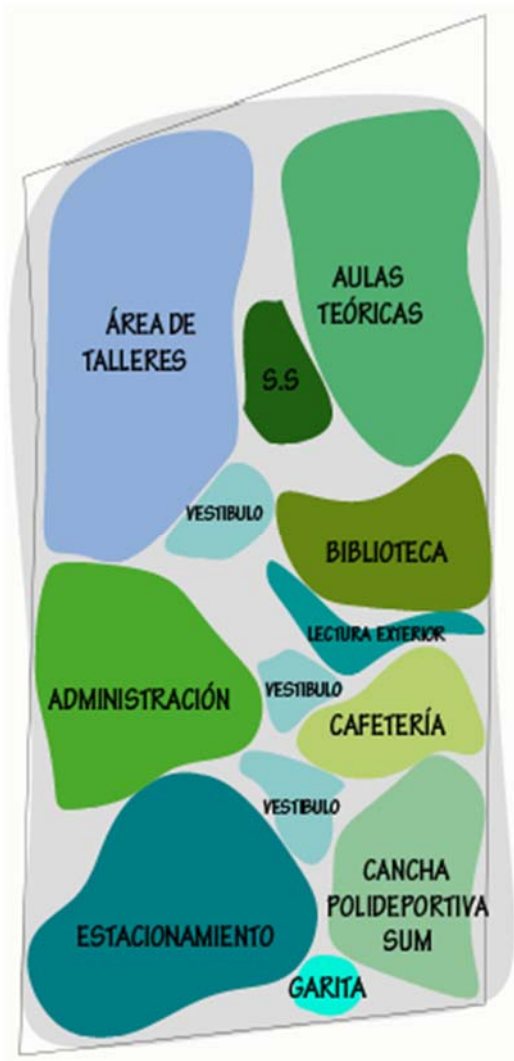 ÁREA DE
TALLERES
AULAS
TEÓRICAS
S.S
VESTIBULO
BIBLIOTECA
LECTURA EXTERIOR
ADMINISTRACIÓN
VESTIBULO
CAFETERÍA
VESTIBULO
CANCHA
POLIDEPORTIVA
SUM
ESTACIONAMIENTO
GARITA